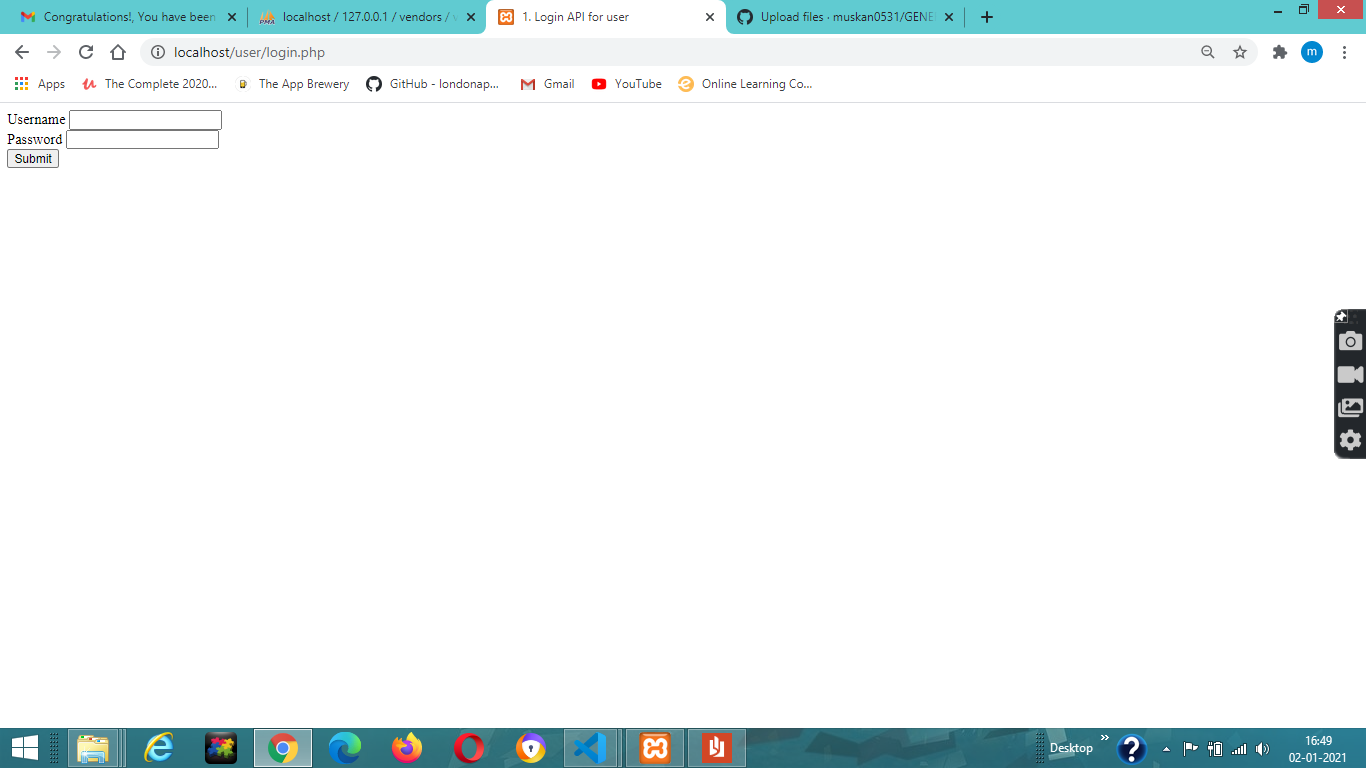 Congratulations!, You have been
localhost / 127.0.0.1 / vendors /
1. Login API for user
Upload files · muskan0531/GENE
localhost/user/login.php
m
Apps
The Complete 2020...
The App Brewery
GitHub - londonap...
Gmail
YouTube
Online Learning Co...
Username
Password
Submit
Desktop
16:49
02-01-2021